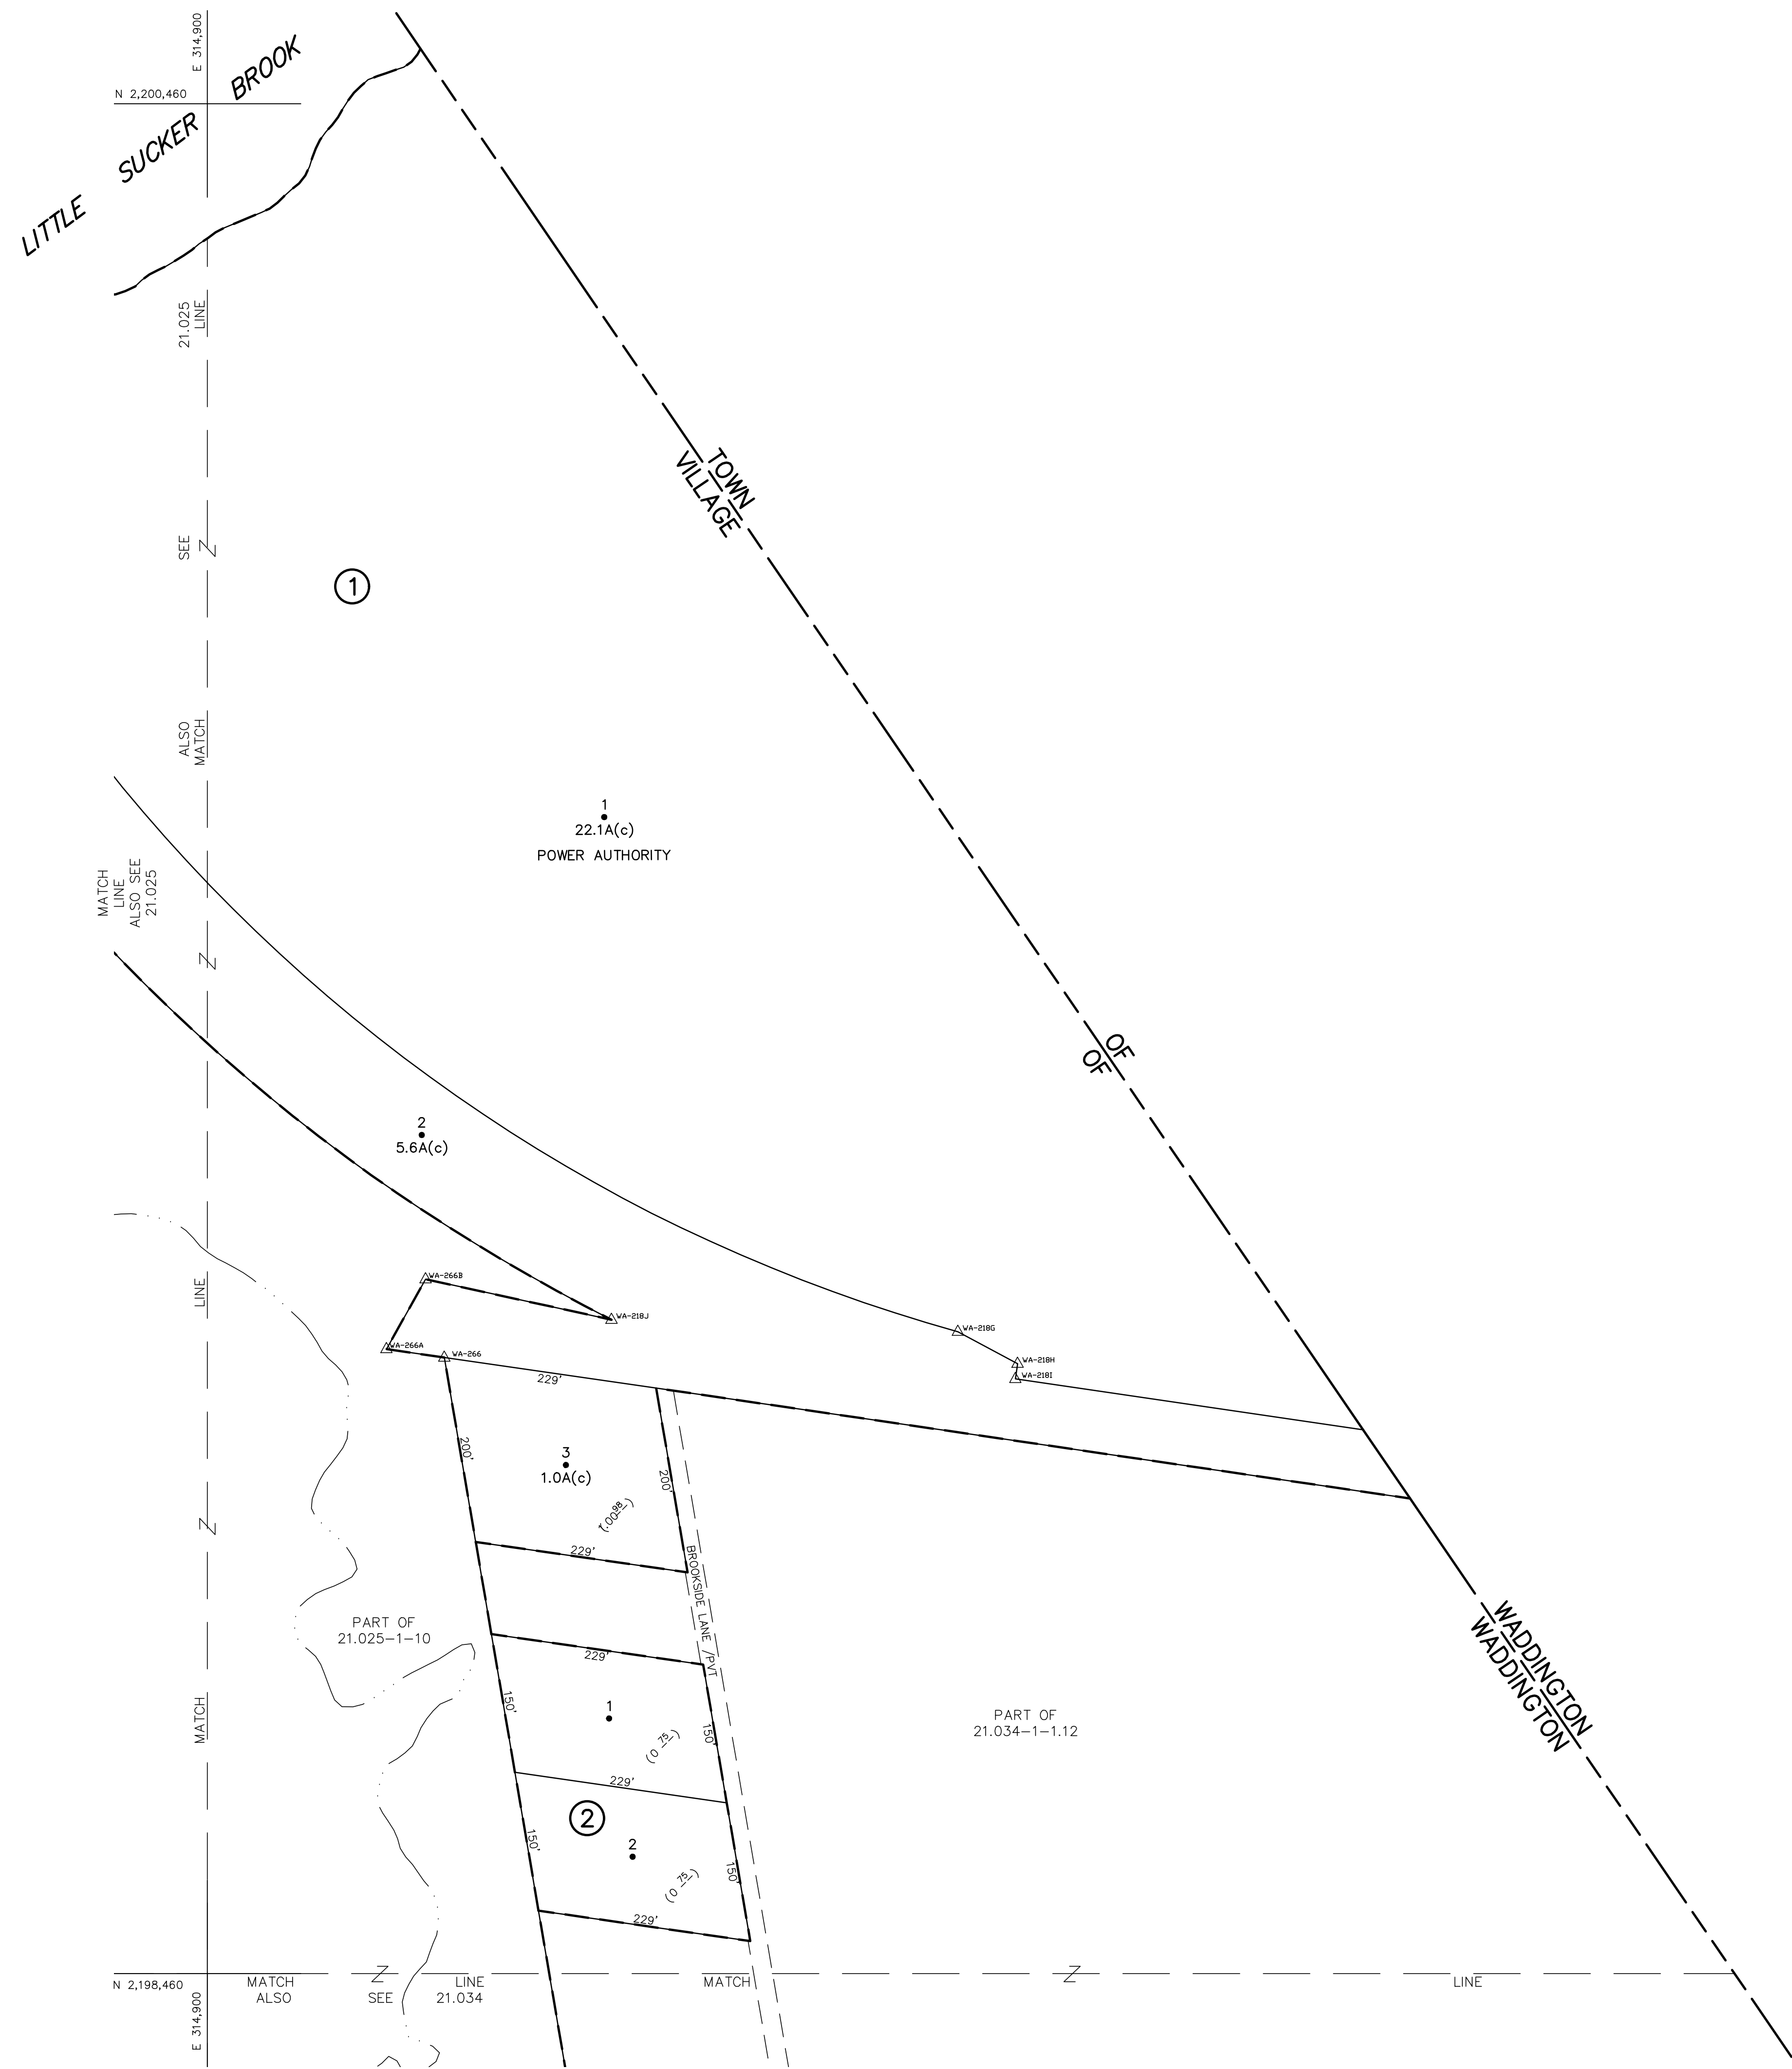 E 314,900
N 2,200,460
LITTLE SUCKER BROOK
21.025
LINE
SEE
1
TOWN
VILLAGE
ALSO
MATCH
1
22.1A(c)
POWER AUTHORITY
MATCH
LINE
ALSO SEE
21.025
OF
OF
2
5.6A(c)
LINE
WA-266B
WA-218J
WA-218G
WA-266A
WA-266
WA-218H
WA-218I
229'
200'
3
1.0A(c)
200'
229'
BROOKSIDE LANE /PVT
PART OF
21.025-1-10
229'
WADDINGTON
WADDINGTON
MATCH
150'
1
150'
(0 75)
PART OF
21.034-1-1.12
229'
2
150'
2
150'
(0 75)
229'
N 2,198,460
MATCH LINE MATCH LINE
ALSO SEE 21.034
E 314,900